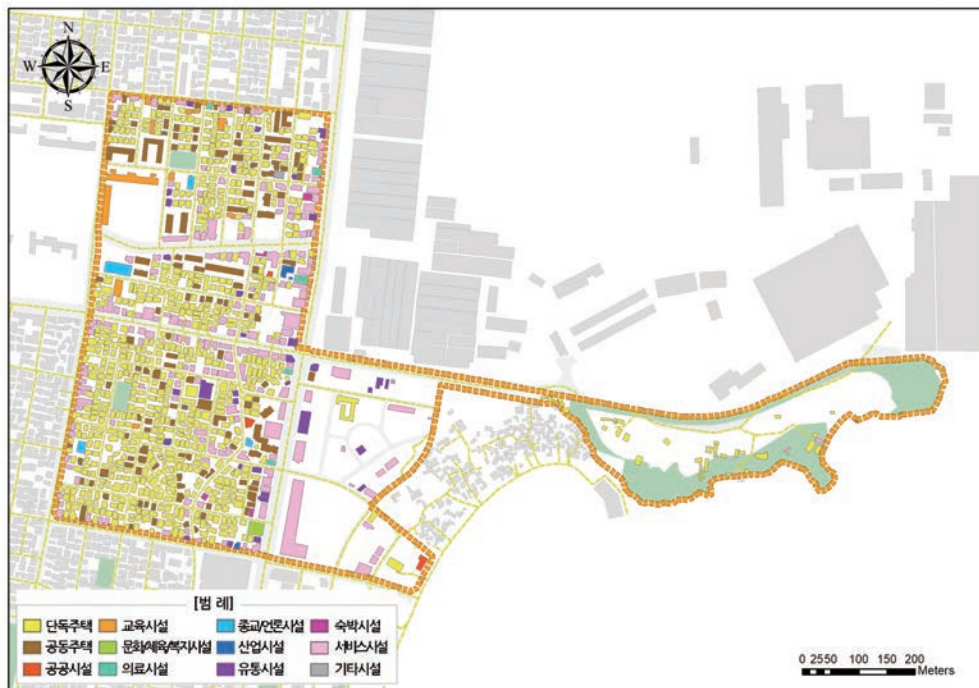 N
W E
S
[범 례]
단독주택 교육시설 종교/언론시설 숙박시설
공동주택 문화/체육/복지시설 산업시설 서비스시설
공공시설 의료시설 유통시설 기타시설
0 25 50 100 150 200
Meters